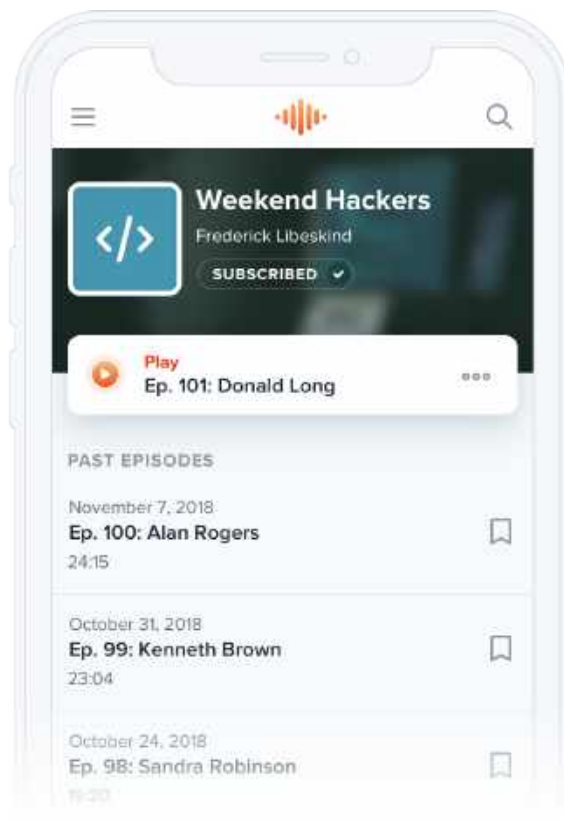 </>
Weekend Hackers
Frederick Libeskind
SUBSCRIBED
Play
Ep. 101: Donald Long
PAST EPISODES
November 7, 2018
Ep. 100: Alan Rogers
24:15
October 31, 2018
Ep. 99: Kenneth Brown
23:04
October 24, 2018
Ep. 98: Sandra Robinson